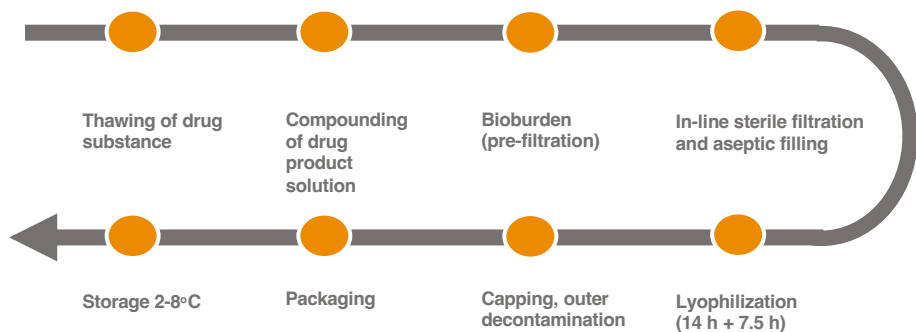 Thawing of drug
substance
Compounding
of drug
product
solution
Bioburden
(pre-filtration)
In-line sterile filtration
and aseptic filling
Lyophilization
(14 h + 7.5 h)
Capping, outer
decontamination
Packaging
Storage 2-8°C